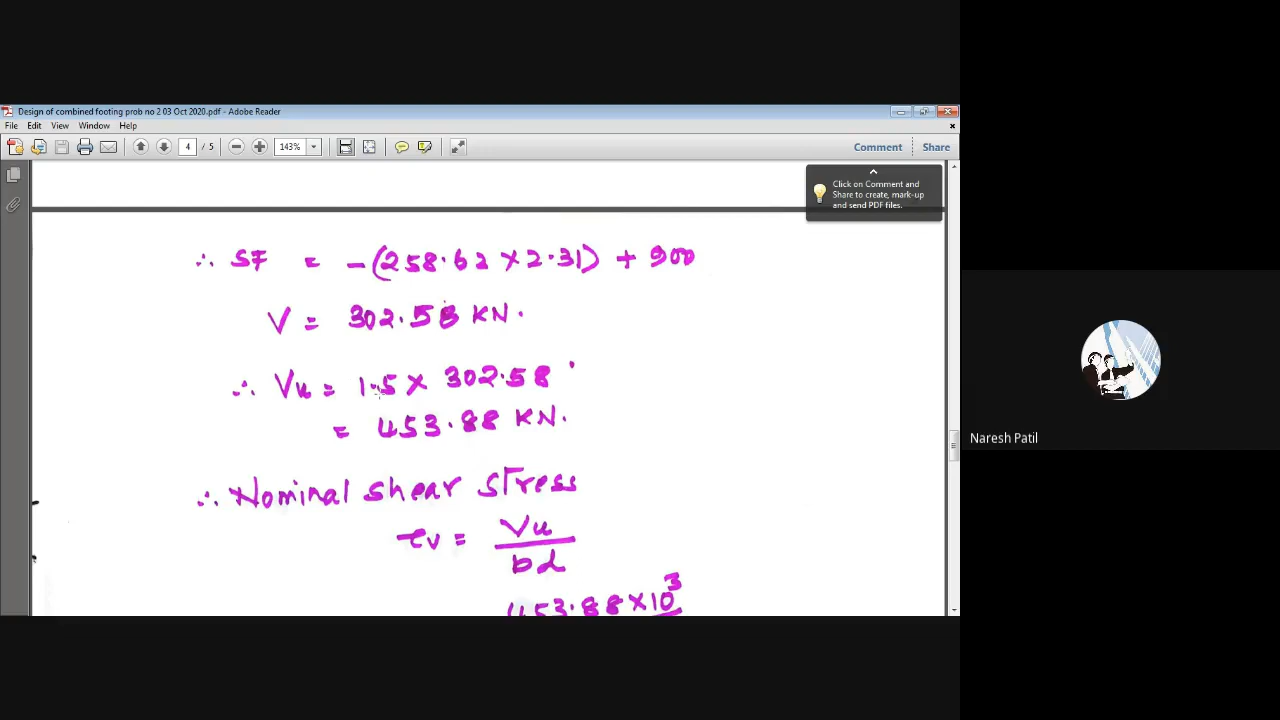 Design of combined footing prob no 2 03 Oct 2020.pdf - Adobe Reader
File Edit View Window Help
4 / 5 143% Comment Share
Click on Comment and
Share to create, mark-up
and send PDF files.
∴ SF = -(258.62 × 2.31) + 900
V = 302.58 KN.
∴ Vu = 1.5 × 302.58
= 453.88 KN.
∴ Nominal shear stress
τv = Vu / bd
453.88 × 10³
Naresh Patil